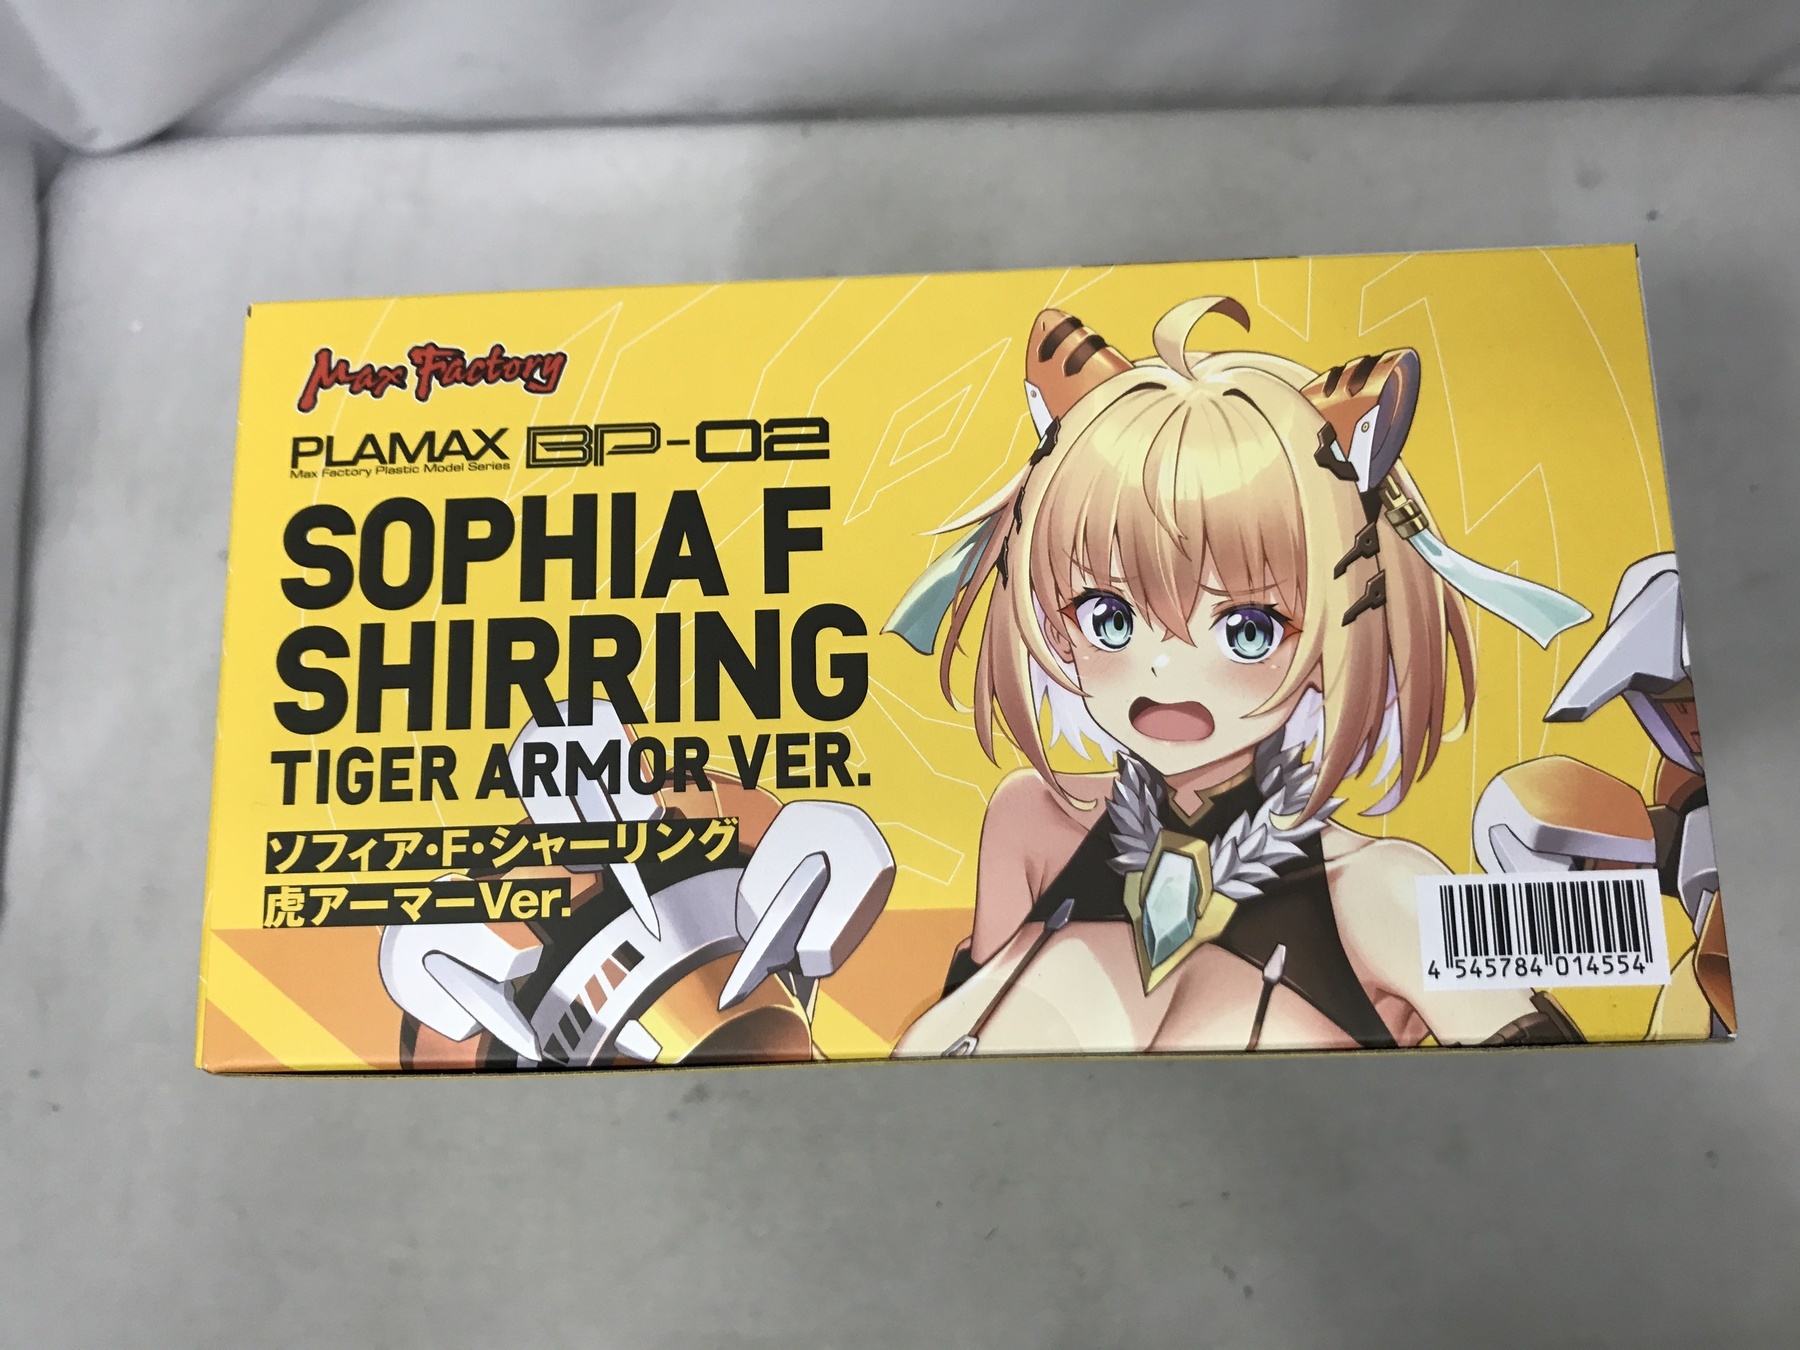 Max Factory
PLAMAX BP-02
Max Factory Plastic Model Series
SOPHIA F
SHIRRING
TIGER ARMOR VER.
ソフィア・F・シャーリング
虎アーマーVer.
4 545784 014554